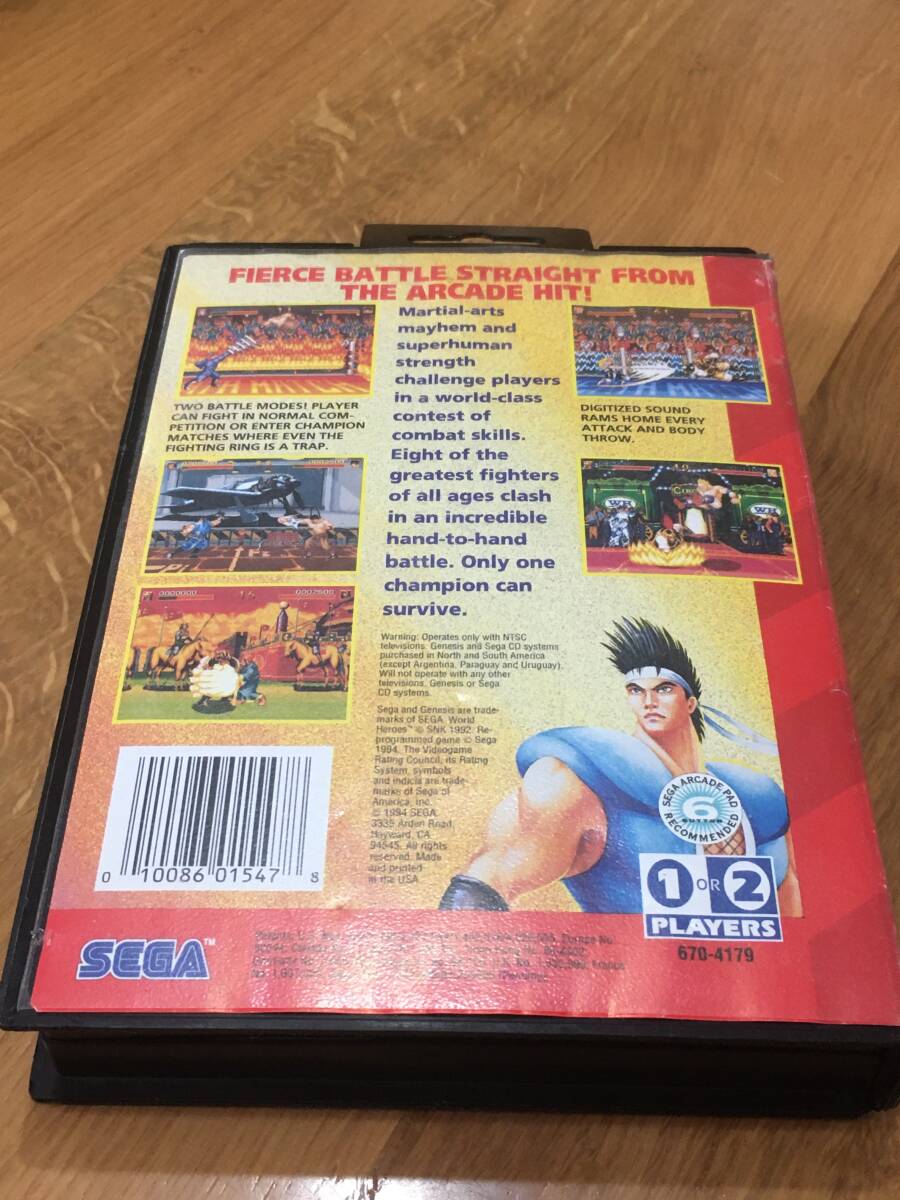 FIERCE BATTLE STRAIGHT FROM
THE ARCADE HIT!
Martial-arts
mayhem and
superhuman
strength
challenge players
in a world-class
contest of
combat skills.
Eight of the
greatest fighters
of all ages clash
in an incredible
hand-to-hand
battle. Only one
champion can
survive.
TWO BATTLE MODES! PLAYER
CAN FIGHT IN NORMAL COM-
PETITION OR ENTER CHAMPION
MATCHES WHERE EVEN THE
FIGHTING RING IS A TRAP.
DIGITIZED SOUND
RAMS HOME EVERY
ATTACK AND BODY
THROW.
Warning: Operates only with NTSC
televisions. Genesis and Sega CD systems
purchased in North and South America
(except Argentina, Paraguay and Uruguay).
Will not operate with any other
televisions, Genesis or Sega
CD systems.
Sega and Genesis are trade-
marks of SEGA. World
Heroes™ © SNK 1992. Re-
programmed game © Sega
1994. The Videogame
Rating Council, its Rating
System, symbols
and indicia are trade-
marks of Sega of
America, Inc.
© 1994 SEGA.
3335 Arden Road,
Hayward, CA
94545. All rights
reserved. Made
and printed
in the USA
0 10086 01547 8
SEGA ARCADE PAD
6
BUTTON
RECOMMENDED
1 OR 2
PLAYERS
670-4179
SEGA™